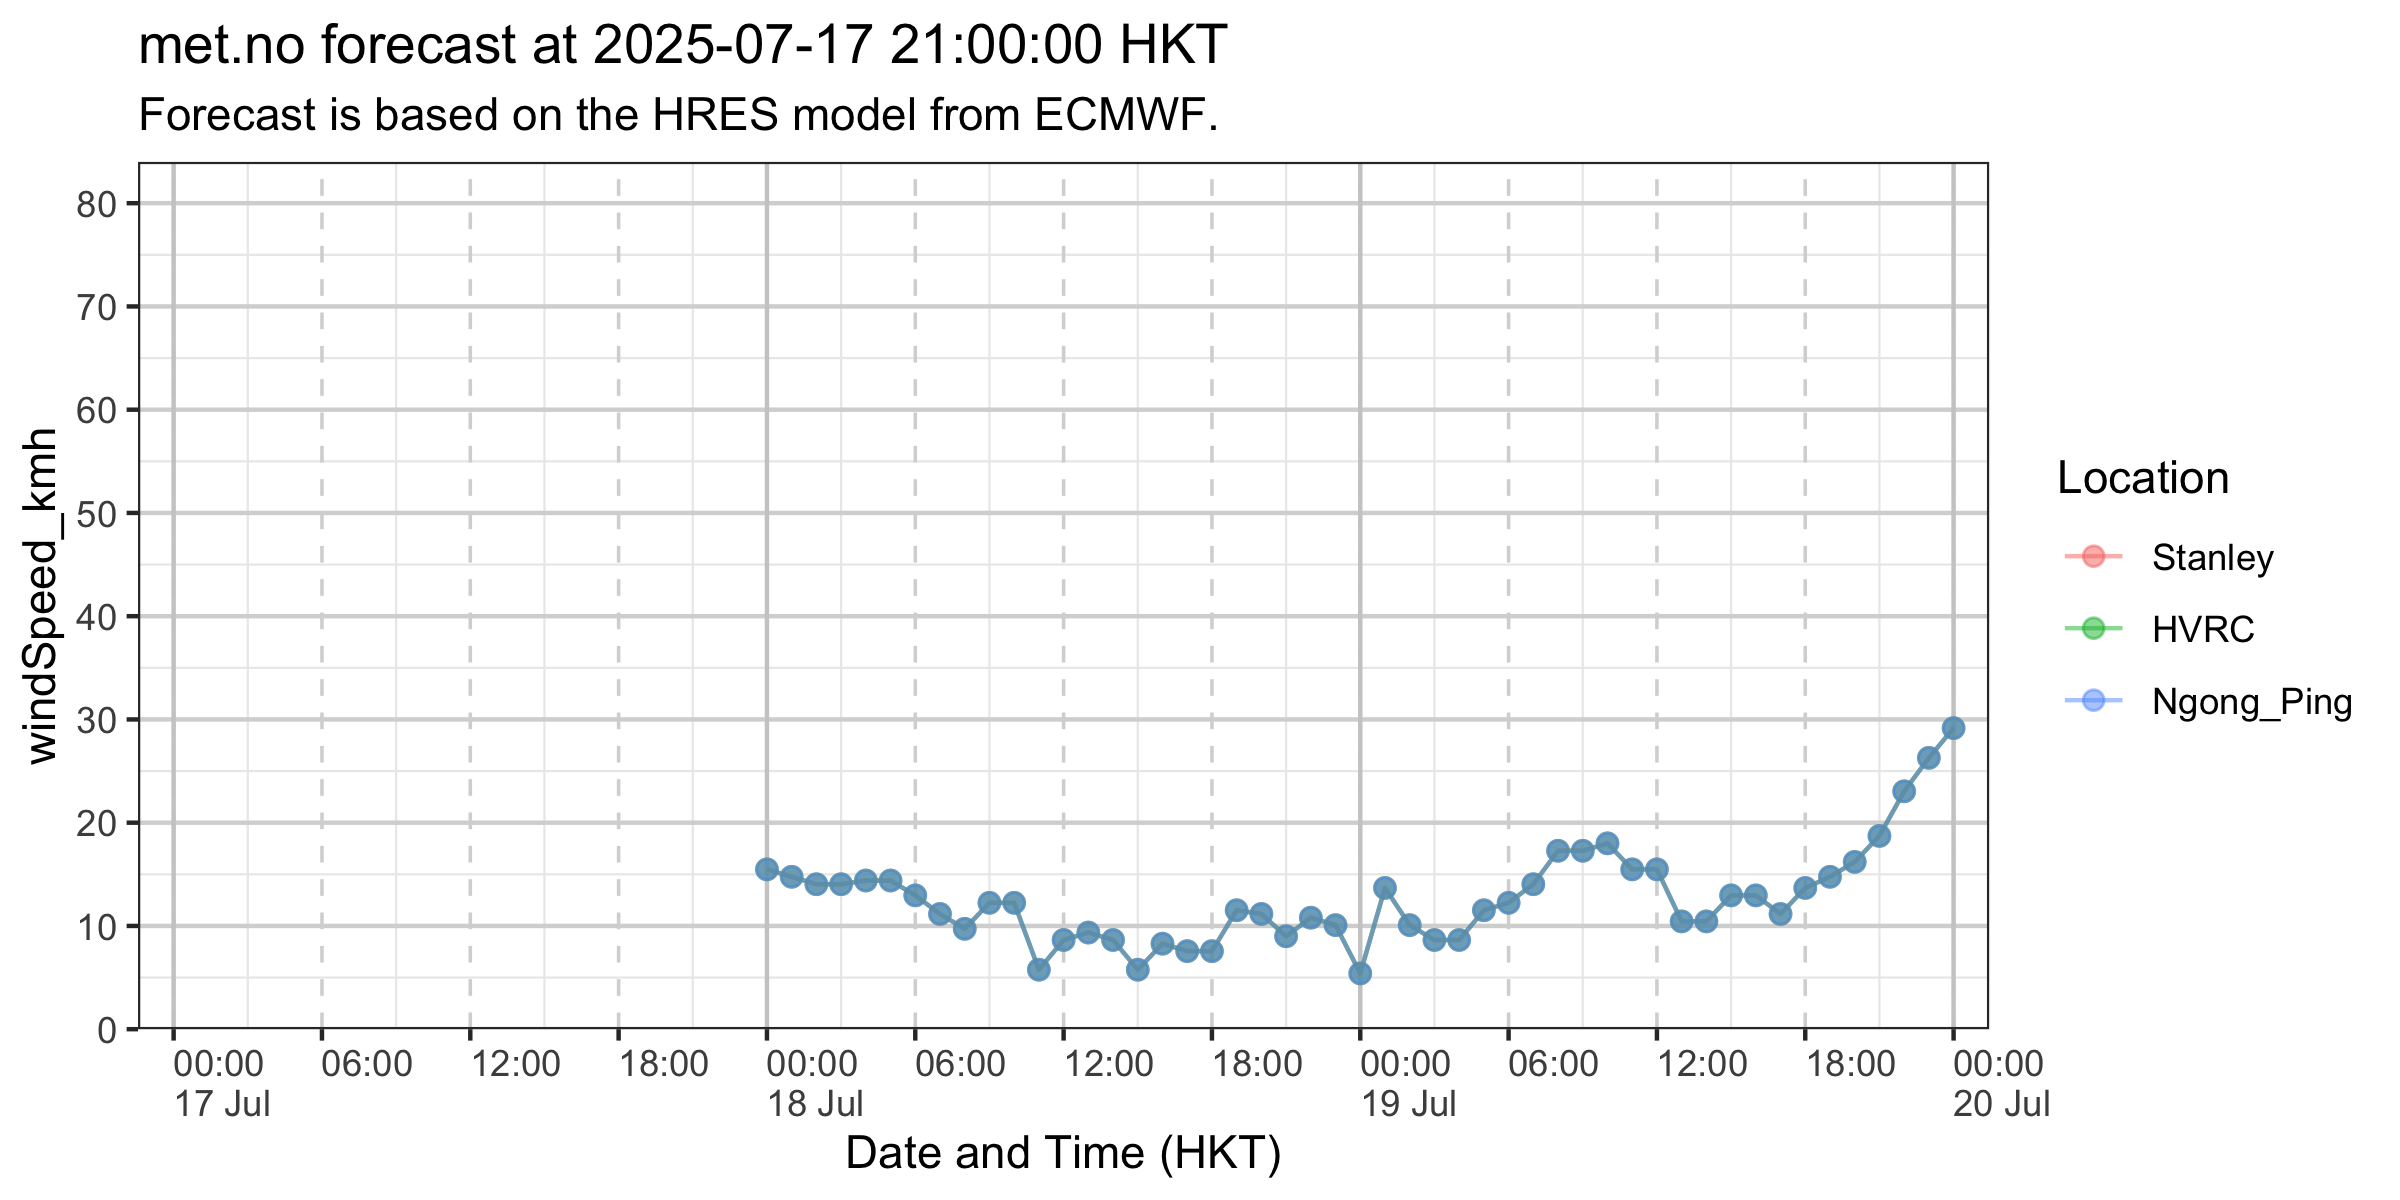 met.no forecast at 2025-07-17 21:00:00 HKT
Forecast is based on the HRES model from ECMWF.
windSpeed_kmh
80
70
60
50
40
30
20
10
0
00:00 06:00 12:00 18:00 00:00 06:00 12:00 18:00 00:00 06:00 12:00 18:00 00:00
17 Jul 18 Jul 19 Jul 20 Jul
Date and Time (HKT)
Location
Stanley
HVRC
Ngong_Ping